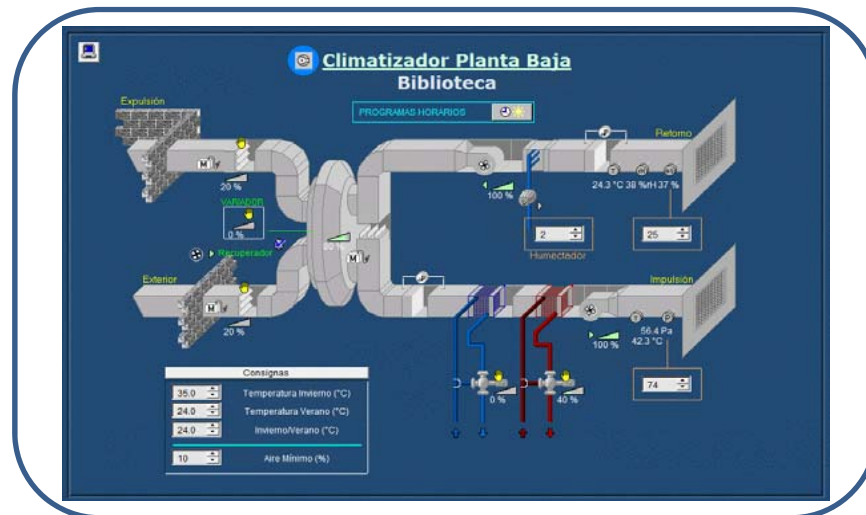 Climatizador Planta Baja
Biblioteca
PROGRAMAS HORARIOS
Expulsión
Retorno
M
20 %
24.3 °C 38 %rH 37 %
100 %
VARIADOR
0 %
2
25
Humectador
Recuperador
M
Exterior
Impulsión
M
20 %
56.4 Pa
42.3 °C
100 %
74
0 %
40 %
Consignas
35.0 Temperatura Invierno (°C)
24.0 Temperatura Verano (°C)
24.0 Invierno/Verano (°C)
10 Aire Mínimo (%)